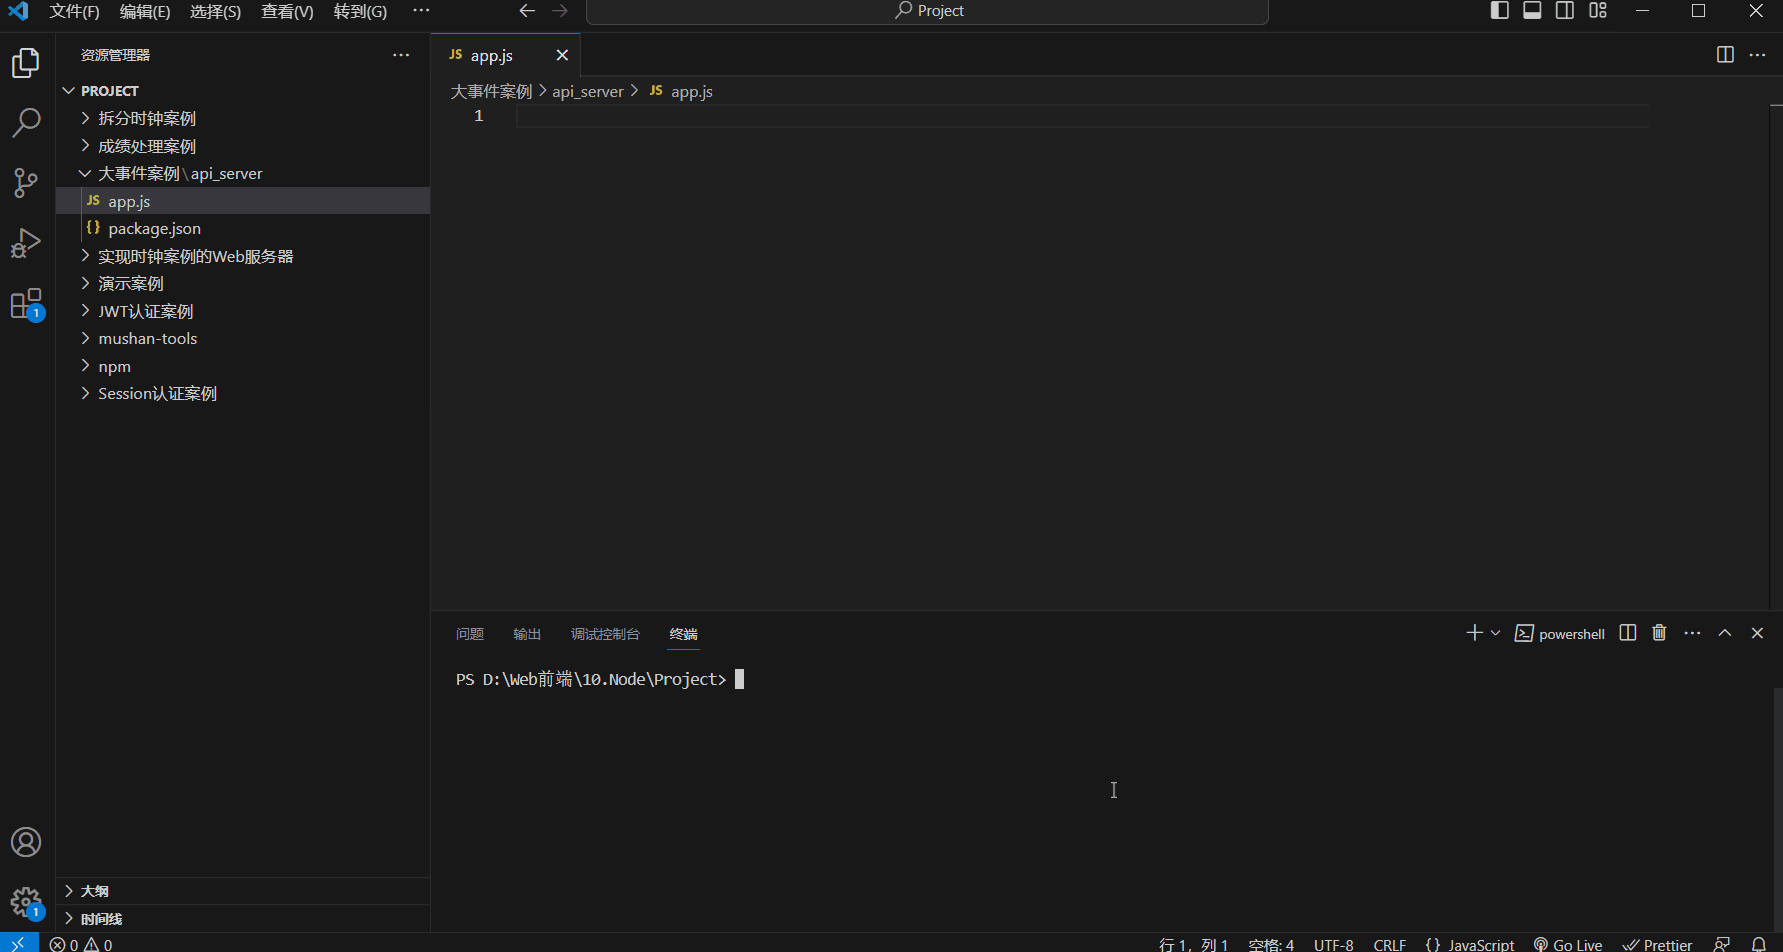 文件(F) 编辑(E) 选择(S) 查看(V) 转到(G) ··· Project
资源管理器 ···
PROJECT
拆分时钟案例
成绩处理案例
大事件案例\api_server
JS app.js
{} package.json
实现时钟案例的Web服务器
演示案例
JWT认证案例
mushan-tools
npm
Session认证案例
大纲
时间线
1
1
JS app.js
大事件案例 > api_server > JS app.js
1
问题 输出 调试控制台 终端 powershell
PS D:\Web前端\10.Node\Project>
0 0 行 1，列 1 空格: 4 UTF-8 CRLF {} JavaScript Go Live Prettier